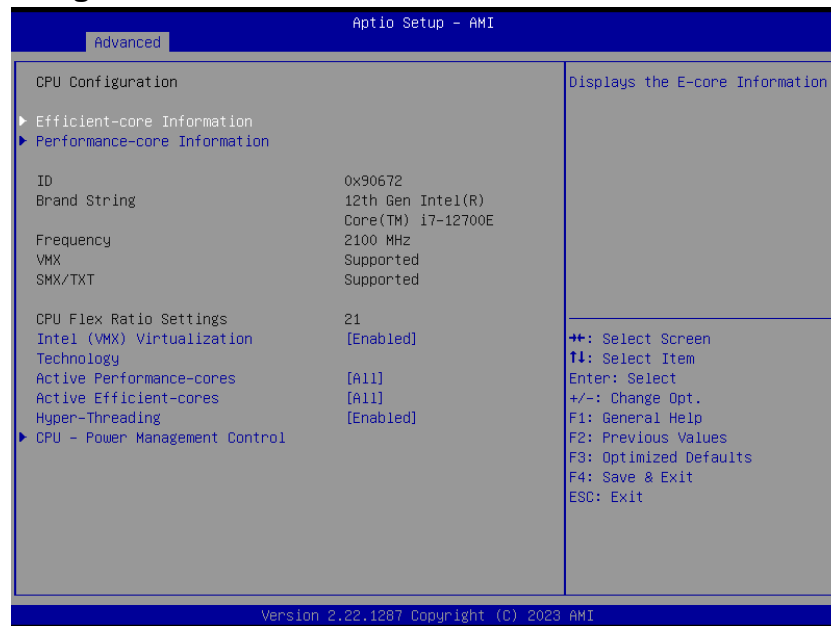 Aptio Setup – AMI
Advanced
CPU Configuration
Efficient-core Information
Performance-core Information
ID 0x90672
Brand String 12th Gen Intel(R)
Core(TM) i7-12700E
Frequency 2100 MHz
VMX Supported
SMX/TXT Supported
CPU Flex Ratio Settings 21
Intel (VMX) Virtualization [Enabled]
Technology
Active Performance-cores [All]
Active Efficient-cores [All]
Hyper-Threading [Enabled]
CPU – Power Management Control
Displays the E-core Information
→←: Select Screen
↑↓: Select Item
Enter: Select
+/-: Change Opt.
F1: General Help
F2: Previous Values
F3: Optimized Defaults
F4: Save & Exit
ESC: Exit
Version 2.22.1287 Copyright (C) 2023 AMI